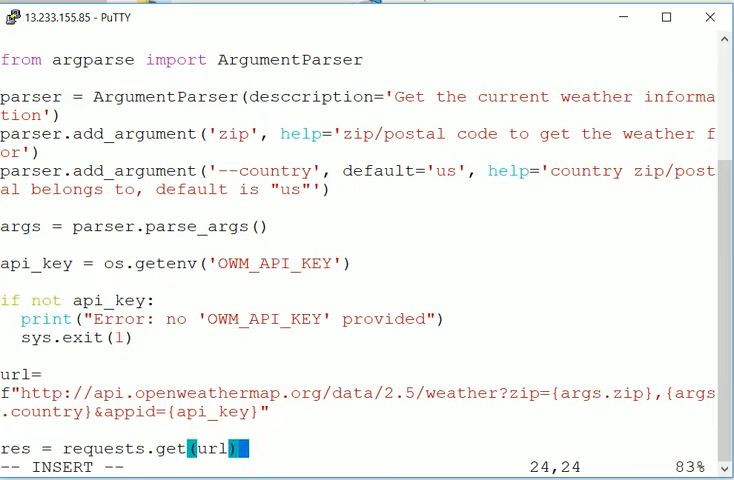 13.233.155.85 - PuTTY
from argparse import ArgumentParser
parser = ArgumentParser(desccription='Get the current weather informa
tion')
parser.add_argument('zip', help='zip/postal code to get the weather f
or')
parser.add_argument('--country', default='us', help='country zip/post
al belongs to, default is "us"')
args = parser.parse_args()
api_key = os.getenv('OWM_API_KEY')
if not api_key:
  print("Error: no 'OWM_API_KEY' provided")
  sys.exit(1)
url=
f"http://api.openweathermap.org/data/2.5/weather?zip={args.zip},{args
.country}&appid={api_key}"
res = requests.get(url)
-- INSERT -- 24,24 83%